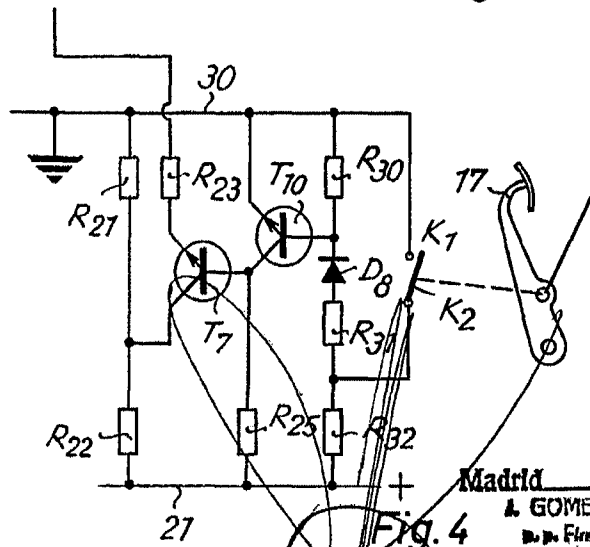 30
R21
R23
T10
R30
17
K1
D8
K2
T7
R31
R22
R25
R32
21
+
Madrid
Fig. 4